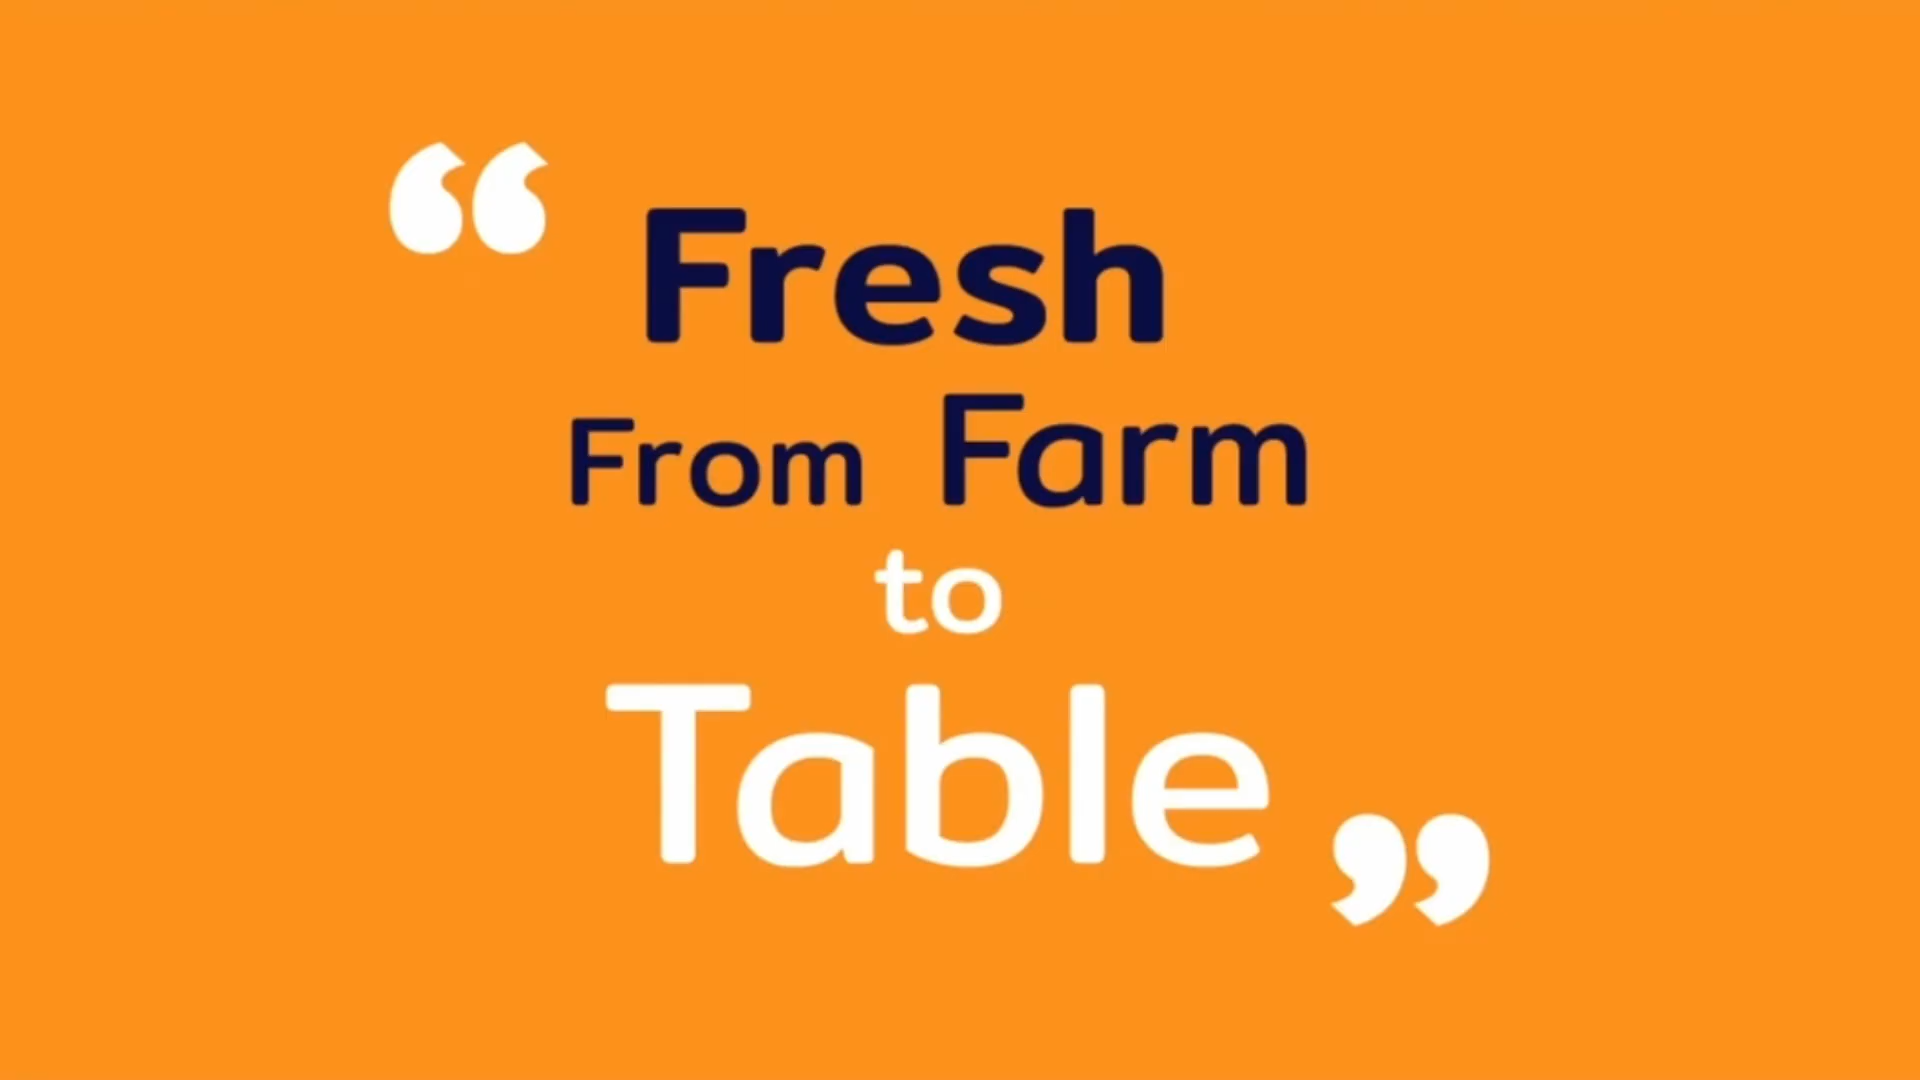 “Fresh
From Farm
to
Table”